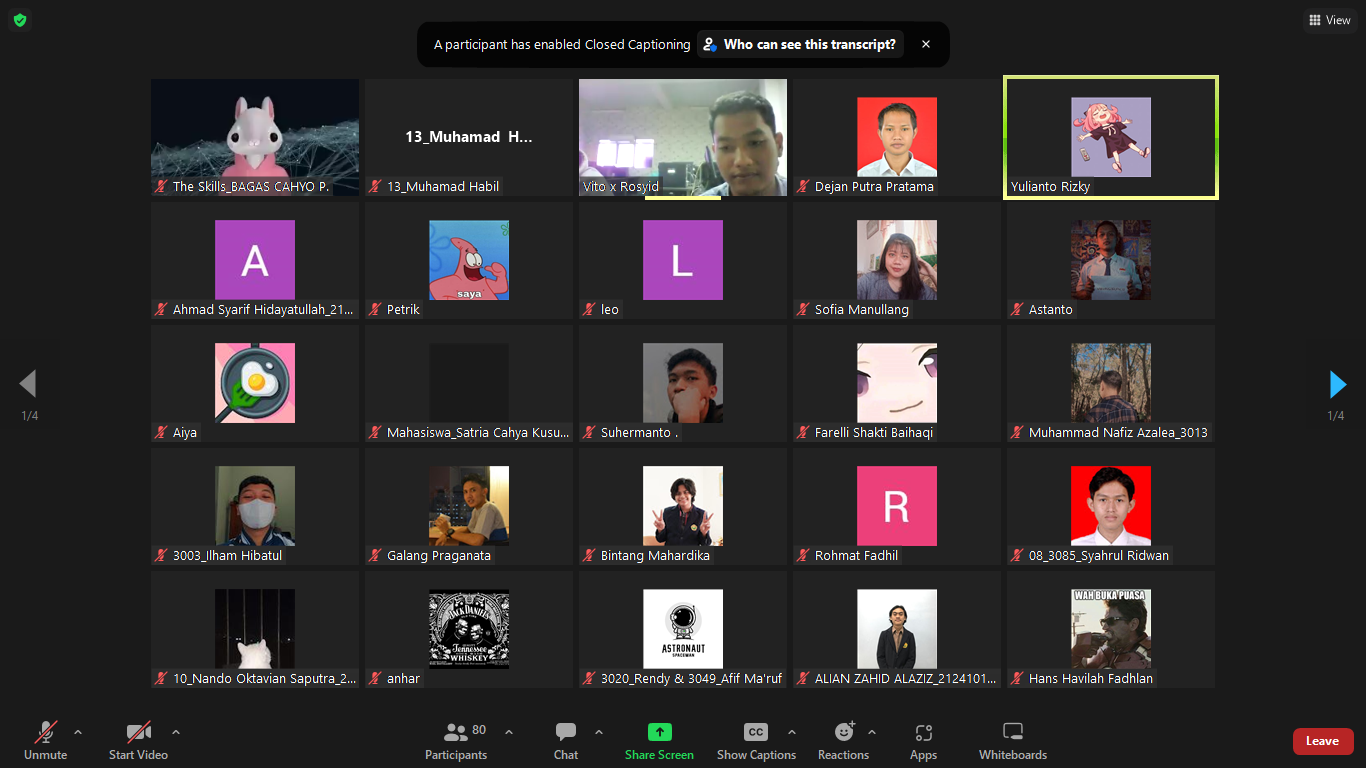 View
A participant has enabled Closed Captioning
Who can see this transcript?
13_Muhamad H...
The Skills_BAGAS CAHYO P.
13_Muhamad Habil
Vito x Rosyid
Dejan Putra Pratama
Yulianto Rizky
A
saya
L
Ahmad Syarif Hidayatullah_21...
Petrik
leo
Sofia Manullang
Astanto
1/4
1/4
Aiya
Mahasiswa_Satria Cahya Kusu...
Suhermanto .
Farelli Shakti Baihaqi
Muhammad Nafiz Azalea_3013
R
3003_Ilham Hibatul
Galang Praganata
Bintang Mahardika
Rohmat Fadhil
08_3085_Syahrul Ridwan
JACK DANIEL'S
Tennessee
WHISKEY
ASTRONAUT
SPACEMAN
WAH BUKA PUASA
10_Nando Oktavian Saputra_2...
anhar
3020_Rendy & 3049_Afif Ma'ruf
ALIAN ZAHID ALAZIZ_2124101...
Hans Havilah Fadhlan
Unmute
Start Video
80
Participants
Chat
Share Screen
CC
Show Captions
Reactions
Apps
Whiteboards
Leave